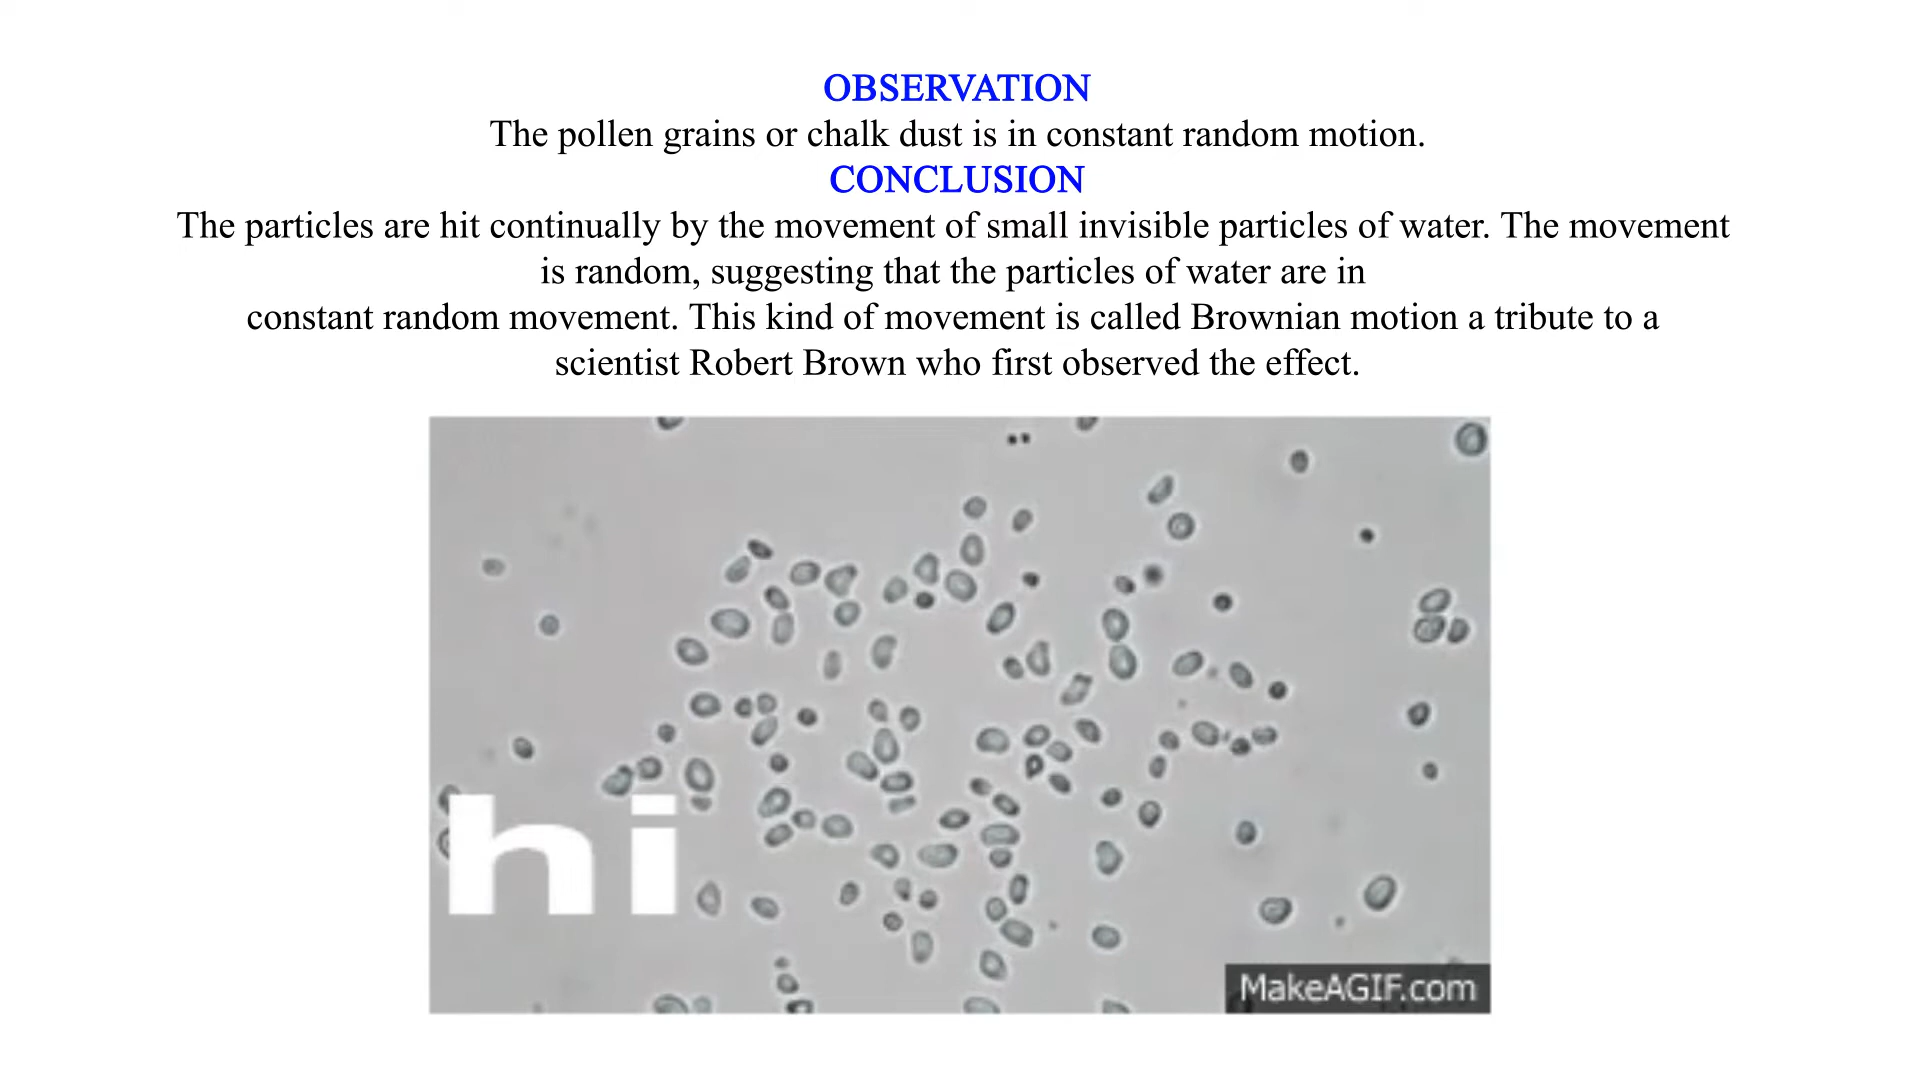 OBSERVATION
The pollen grains or chalk dust is in constant random motion.
CONCLUSION
The particles are hit continually by the movement of small invisible particles of water. The movement
is random, suggesting that the particles of water are in
constant random movement. This kind of movement is called Brownian motion a tribute to a
scientist Robert Brown who first observed the effect.
hi
MakeAGIF.com